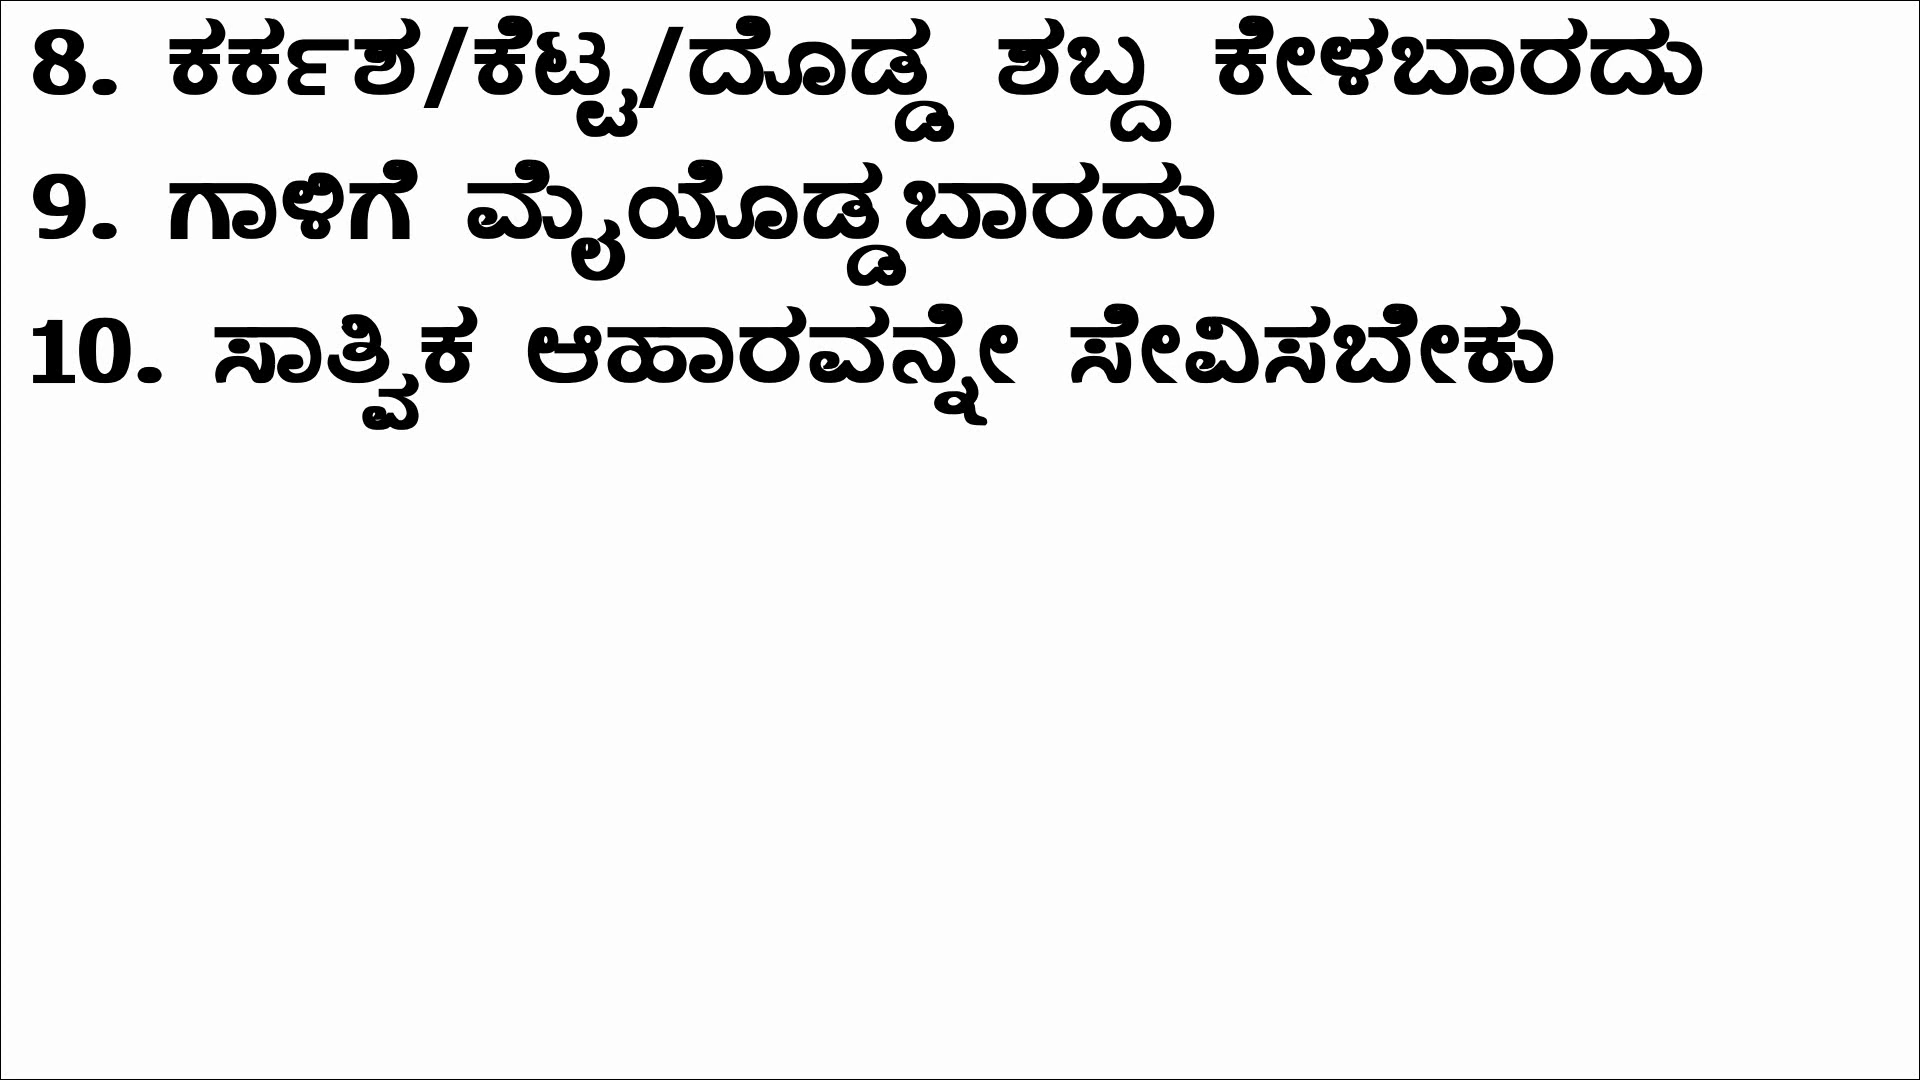 8. ಕರ್ಕಶ/ಕೆಟ್ಟ/ದೊಡ್ಡ ಶಬ್ದ ಕೇಳಬಾರದು
9. ಗಾಳಿಗೆ ಮೈಯೊಡ್ಡಬಾರದು
10. ಸಾತ್ವಿಕ ಆಹಾರವನ್ನೇ ಸೇವಿಸಬೇಕು